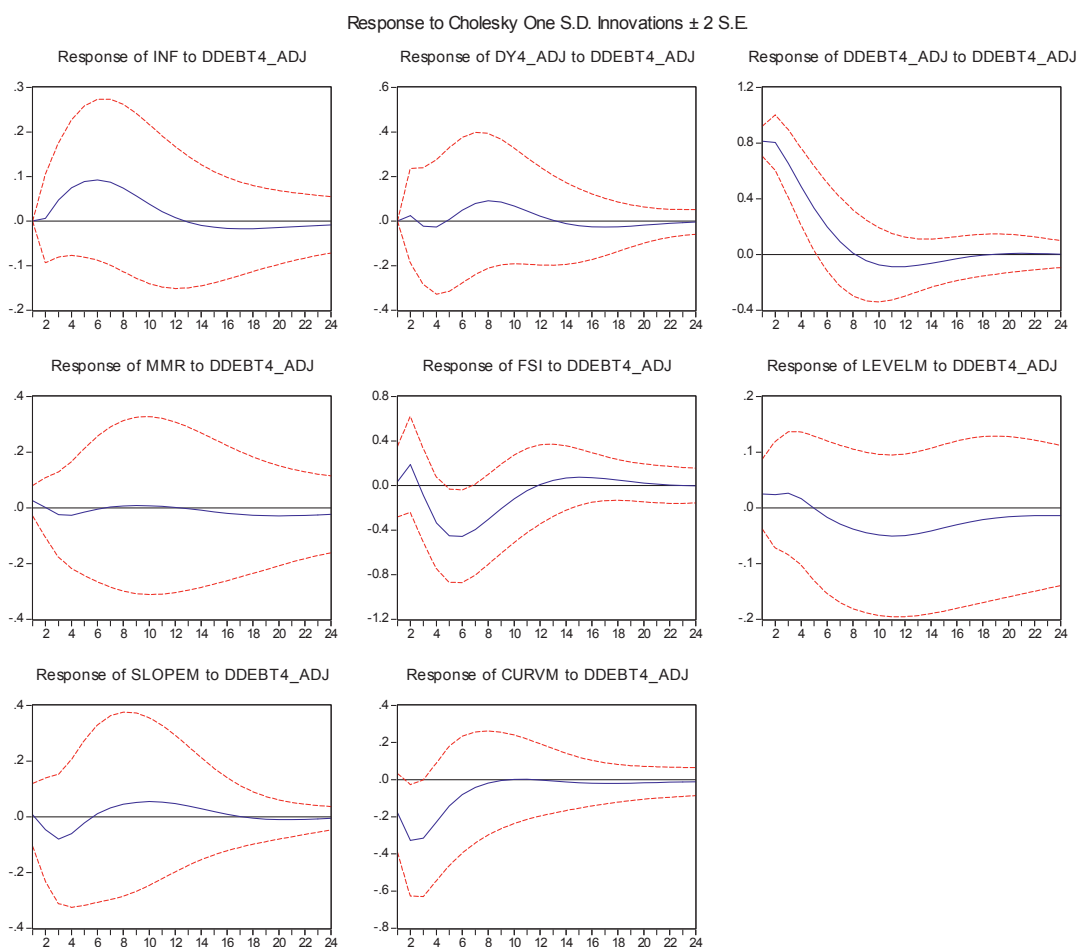 Response to Cholesky One S.D. Innovations ± 2 S.E.
Response of INF to DDEBT4_ADJ
.3
.2
.1
.0
-.1
-.2
2 4 6 8 10 12 14 16 18 20 22 24
Response of DY4_ADJ to DDEBT4_ADJ
.6
.4
.2
.0
-.2
-.4
2 4 6 8 10 12 14 16 18 20 22 24
Response of DDEBT4_ADJ to DDEBT4_ADJ
1.2
0.8
0.4
0.0
-0.4
2 4 6 8 10 12 14 16 18 20 22 24
Response of MMR to DDEBT4_ADJ
.4
.2
.0
-.2
-.4
2 4 6 8 10 12 14 16 18 20 22 24
Response of FSI to DDEBT4_ADJ
0.8
0.4
0.0
-0.4
-0.8
-1.2
2 4 6 8 10 12 14 16 18 20 22 24
Response of LEVELM to DDEBT4_ADJ
.2
.1
.0
-.1
-.2
2 4 6 8 10 12 14 16 18 20 22 24
Response of SLOPEM to DDEBT4_ADJ
.4
.2
.0
-.2
-.4
2 4 6 8 10 12 14 16 18 20 22 24
Response of CURVM to DDEBT4_ADJ
.4
.2
.0
-.2
-.4
-.6
-.8
2 4 6 8 10 12 14 16 18 20 22 24